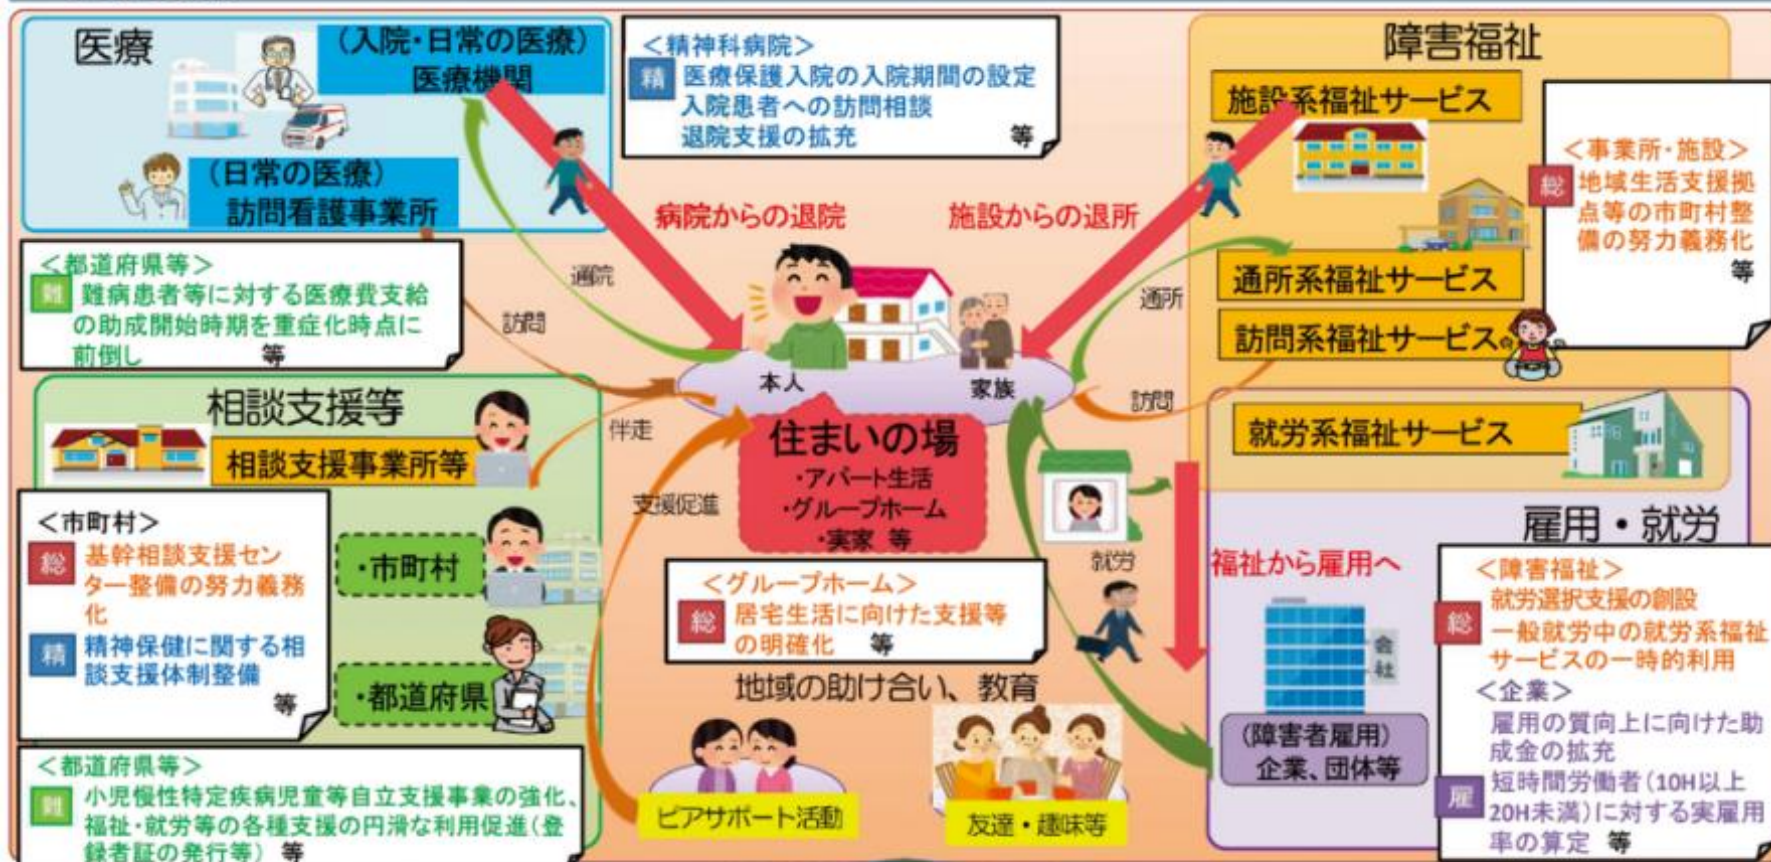 医療
(入院・日常の医療)
医療機関
(日常の医療)
訪問看護事業所
<精神科病院>
精 医療保護入院の入院期間の設定
入院患者への訪問相談
退院支援の拡充 等
障害福祉
施設系福祉サービス
通所系福祉サービス
訪問系福祉サービス
就労系福祉サービス
<事業所・施設>
総 地域生活支援拠
点等の市町村整
備の努力義務化
等
病院からの退院
施設からの退所
<都道府県等>
難 難病患者等に対する医療費支給
の助成開始時期を重症化時点に
前倒し 等
通院
訪問
通所
訪問
本人
家族
伴走
支援促進
就労
住まいの場
・アパート生活
・グループホーム
・実家 等
相談支援等
相談支援事業所等
<市町村>
総 基幹相談支援セン
ター整備の努力義務
化
精 精神保健に関する相
談支援体制整備
等
・市町村
・都道府県
<都道府県等>
難 小児慢性特定疾病児童等自立支援事業の強化、
福祉・就労等の各種支援の円滑な利用促進(登
録者証の発行等) 等
<グループホーム>
総 居宅生活に向けた支援等
の明確化 等
地域の助け合い、教育
ピアサポート活動
友達・趣味等
雇用・就労
福祉から雇用へ
会社
(障害者雇用)
企業、団体等
<障害福祉>
就労選択支援の創設
総 一般就労中の就労系福祉
サービスの一時的利用
<企業>
雇用の質向上に向けた助
成金の拡充
雇 短時間労働者(10H以上
20H未満)に対する実雇用
率の算定 等